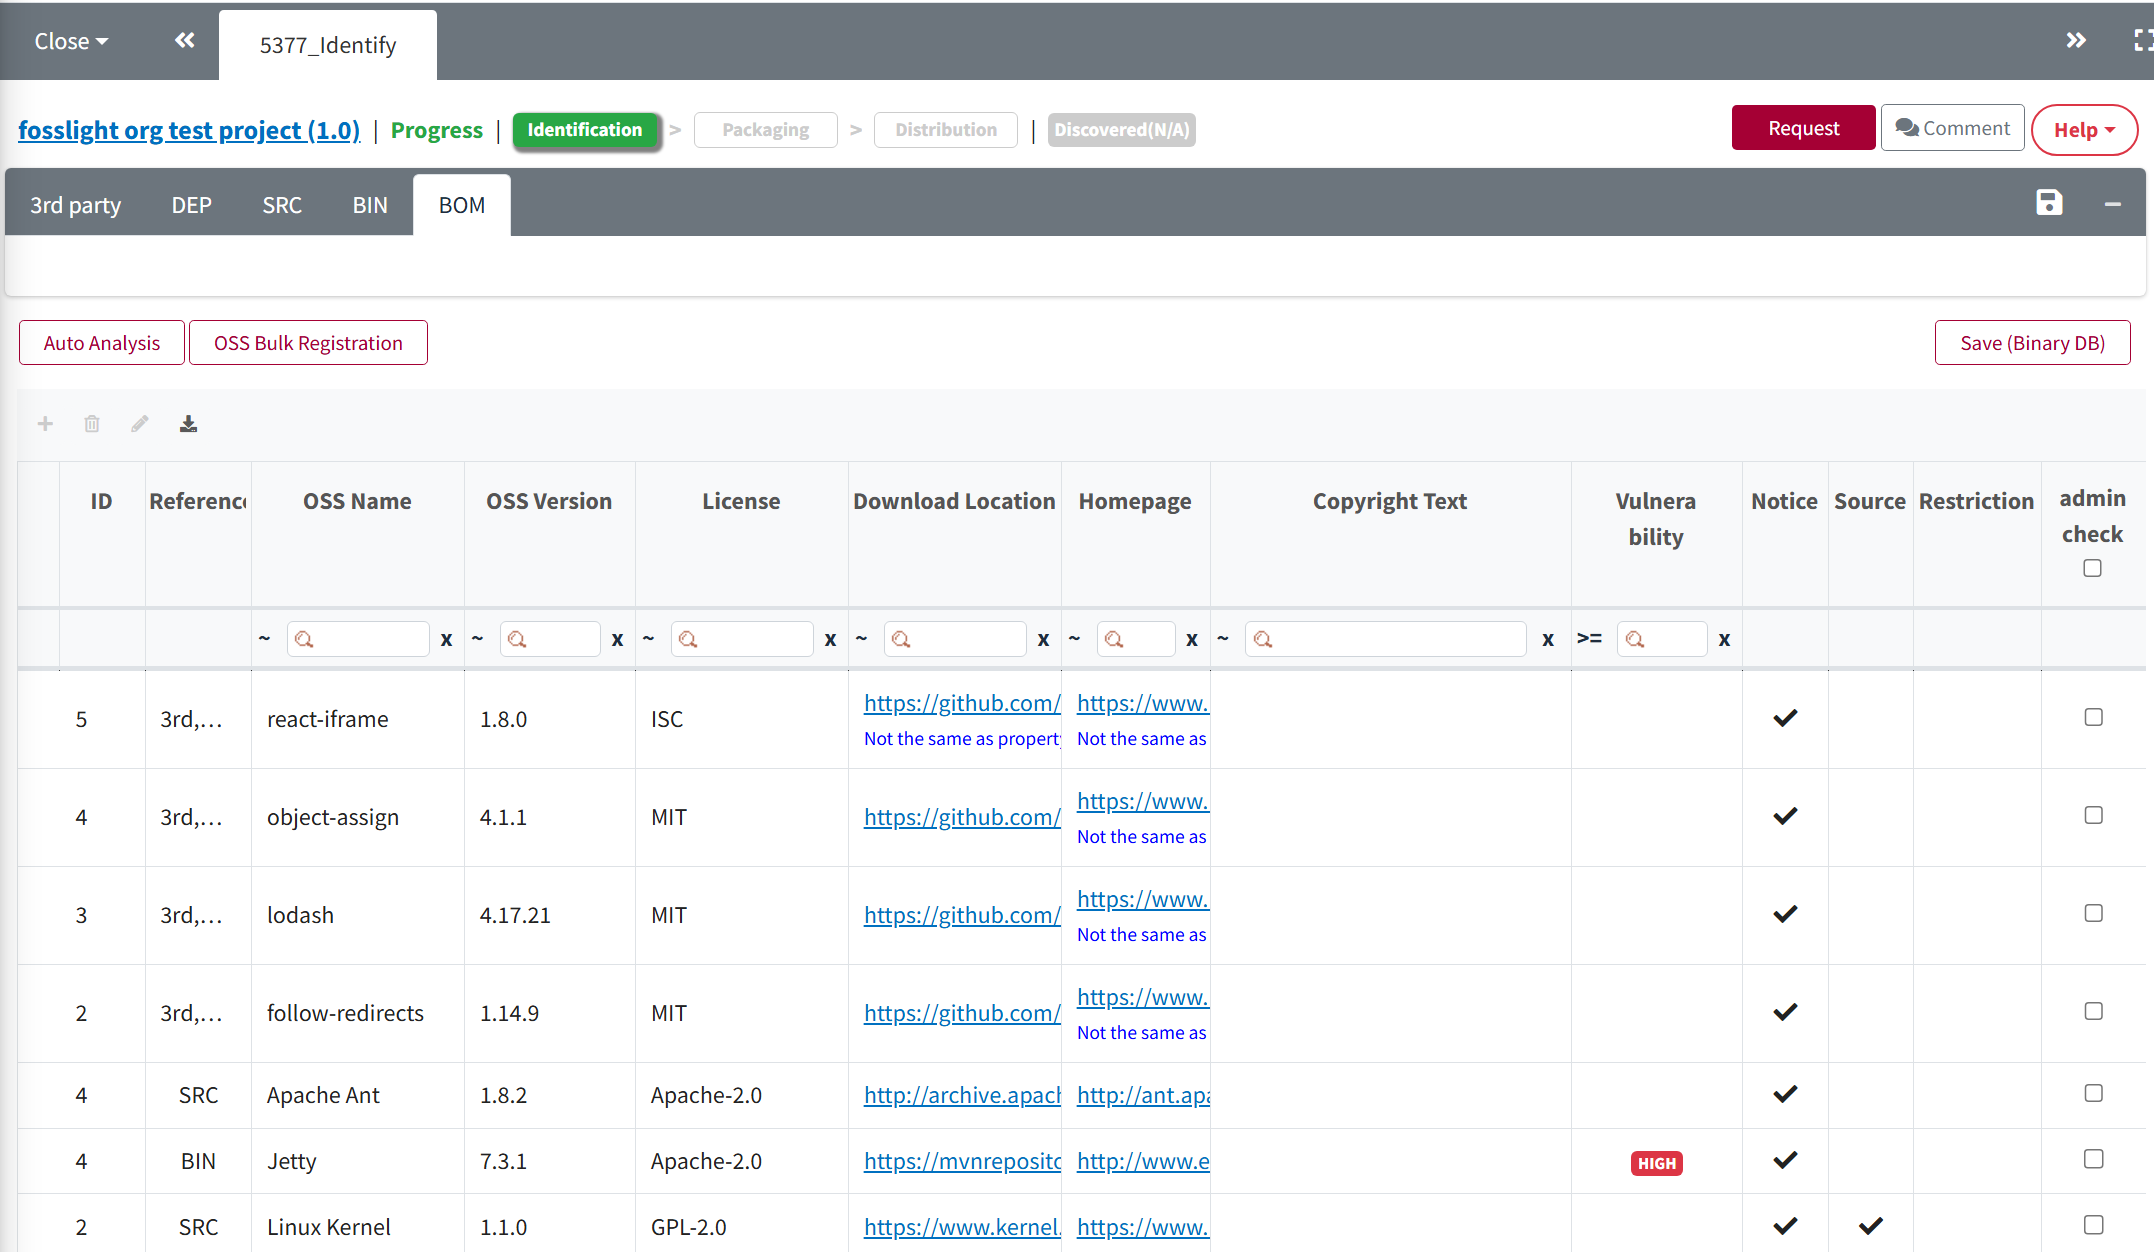 Close
5377_Identify
fosslight org test project (1.0) | Progress | Identification > Packaging > Distribution | Discovered(N/A)
Request Comment Help
3rd party DEP SRC BIN BOM
Auto Analysis OSS Bulk Registration Save (Binary DB)
ID Reference OSS Name OSS Version License Download Location Homepage Copyright Text Vulnera Notice Source Restriction admin
bility check
~ x ~ x ~ x ~ x ~ x ~ x >= x
5 3rd,... react-iframe 1.8.0 ISC https://github.com/ https://www.
Not the same as property Not the same as
4 3rd,... object-assign 4.1.1 MIT https://github.com/ https://www.
Not the same as
3 3rd,... lodash 4.17.21 MIT https://github.com/ https://www.
Not the same as
2 3rd,... follow-redirects 1.14.9 MIT https://github.com/ https://www.
Not the same as
4 SRC Apache Ant 1.8.2 Apache-2.0 http://archive.apach http://ant.apa
4 BIN Jetty 7.3.1 Apache-2.0 https://mvnreposito http://www.e HIGH
2 SRC Linux Kernel 1.1.0 GPL-2.0 https://www.kernel. https://www.